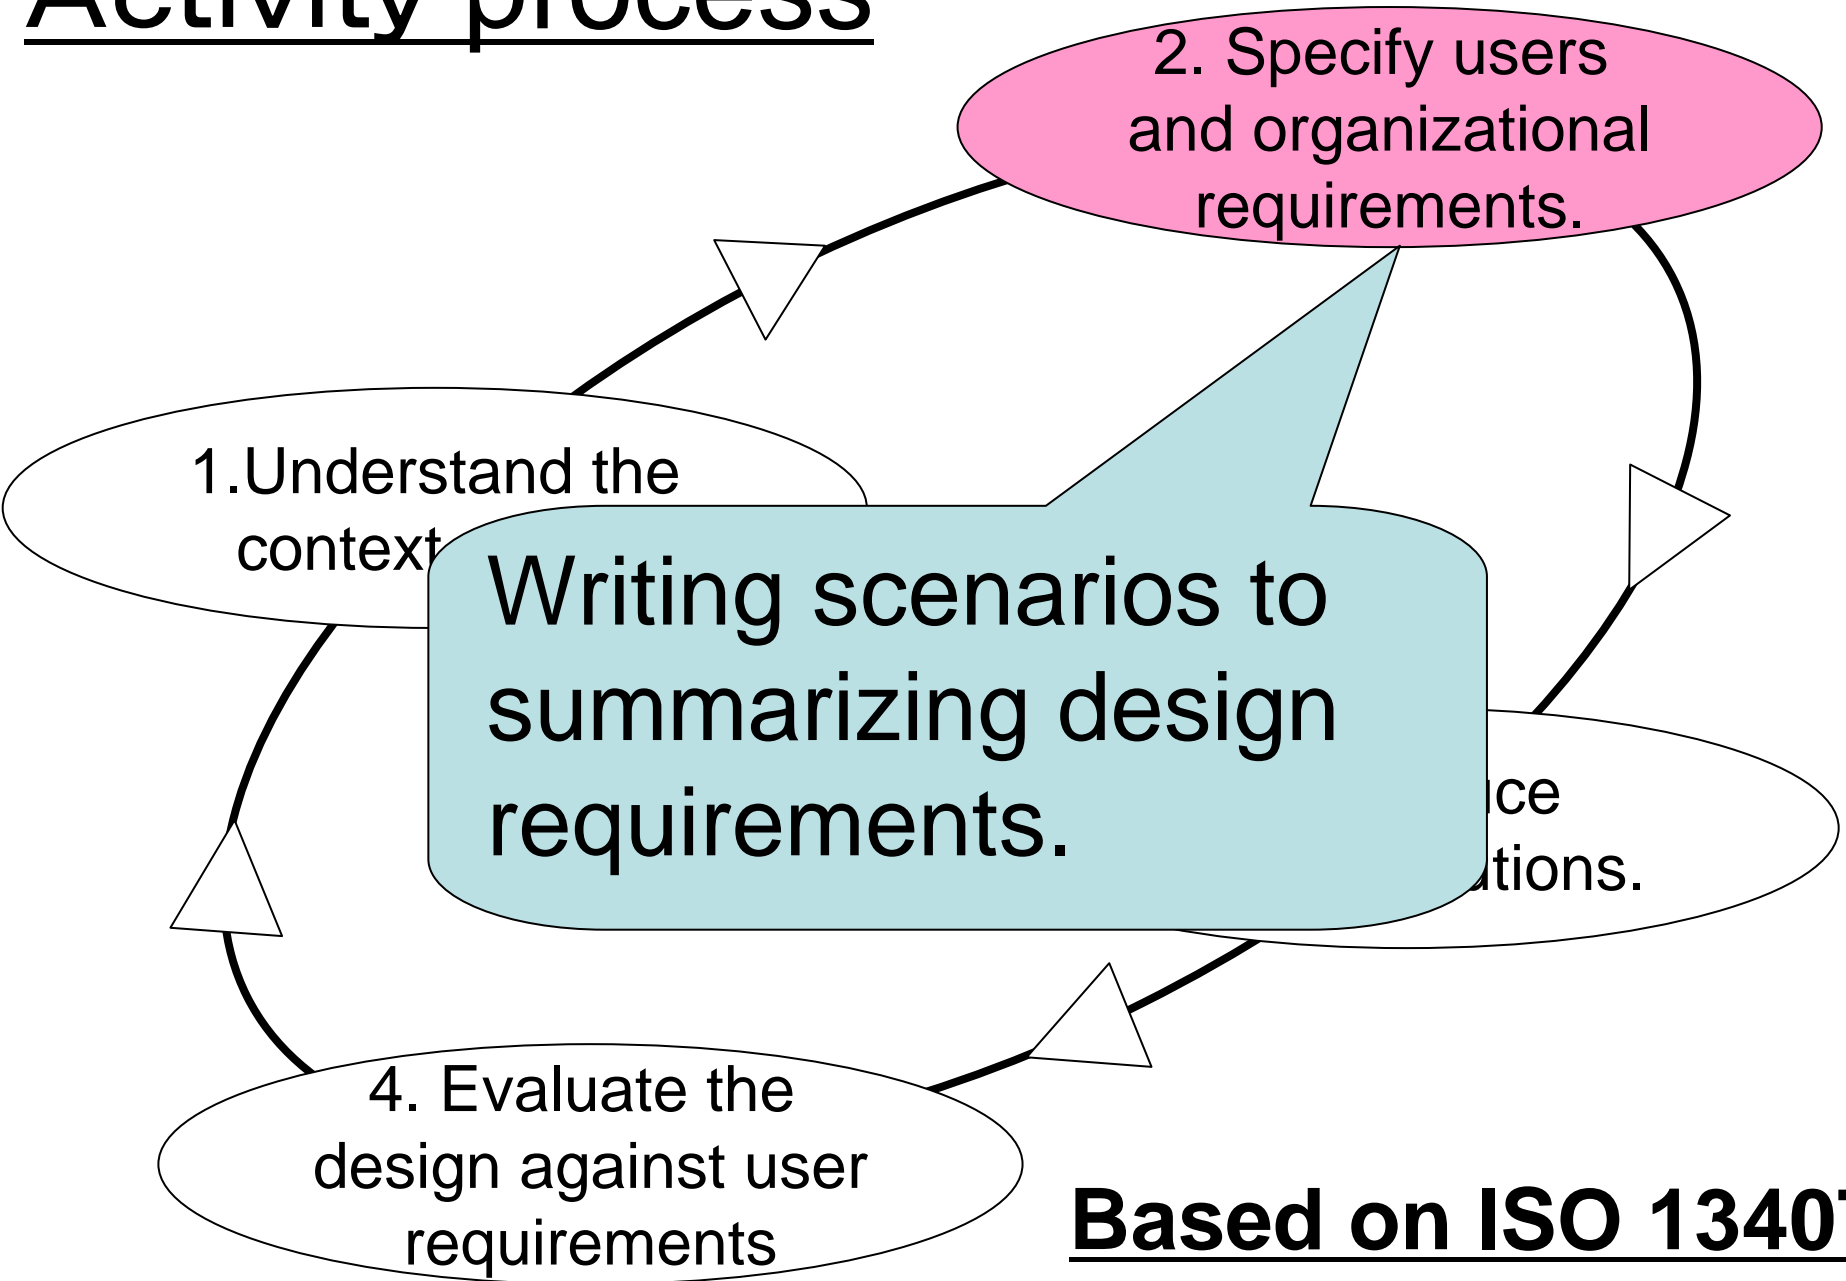 Activity process
2. Specify users
and organizational
requirements.
1.Understand the
context
Writing scenarios to
summarizing design
requirements.
tions.
4. Evaluate the
design against user
requirements
Based on ISO 1340